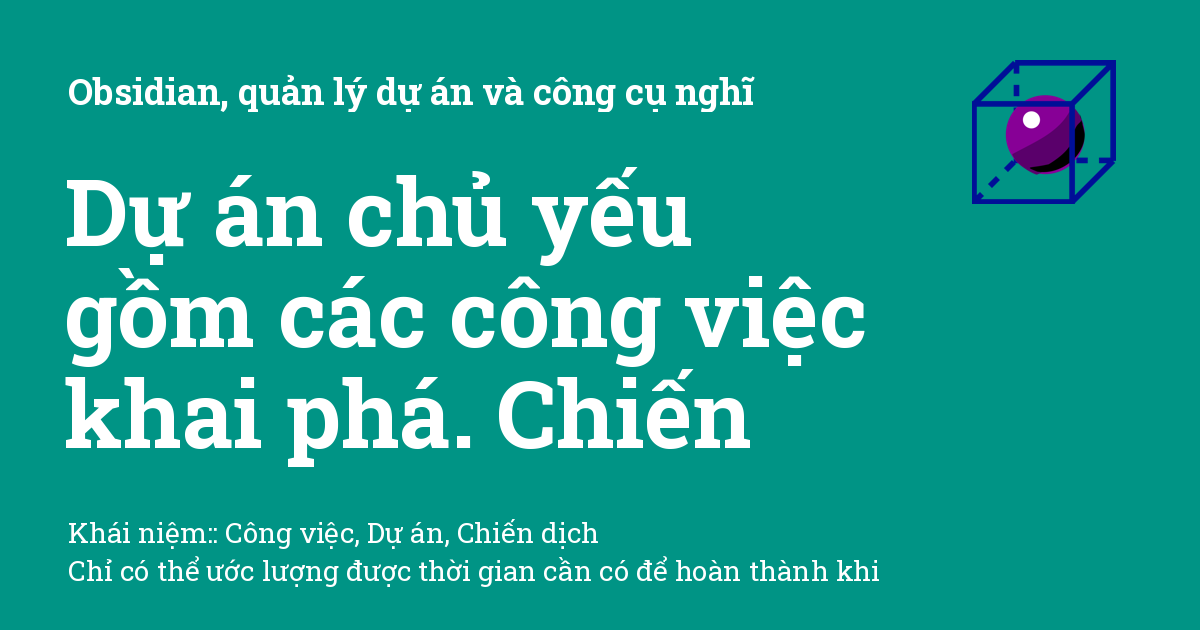 Obsidian, quản lý dự án và công cụ nghĩ
Dự án chủ yếu
gồm các công việc
khai phá. Chiến
Khái niệm:: Công việc, Dự án, Chiến dịch
Chỉ có thể ước lượng được thời gian cần có để hoàn thành khi